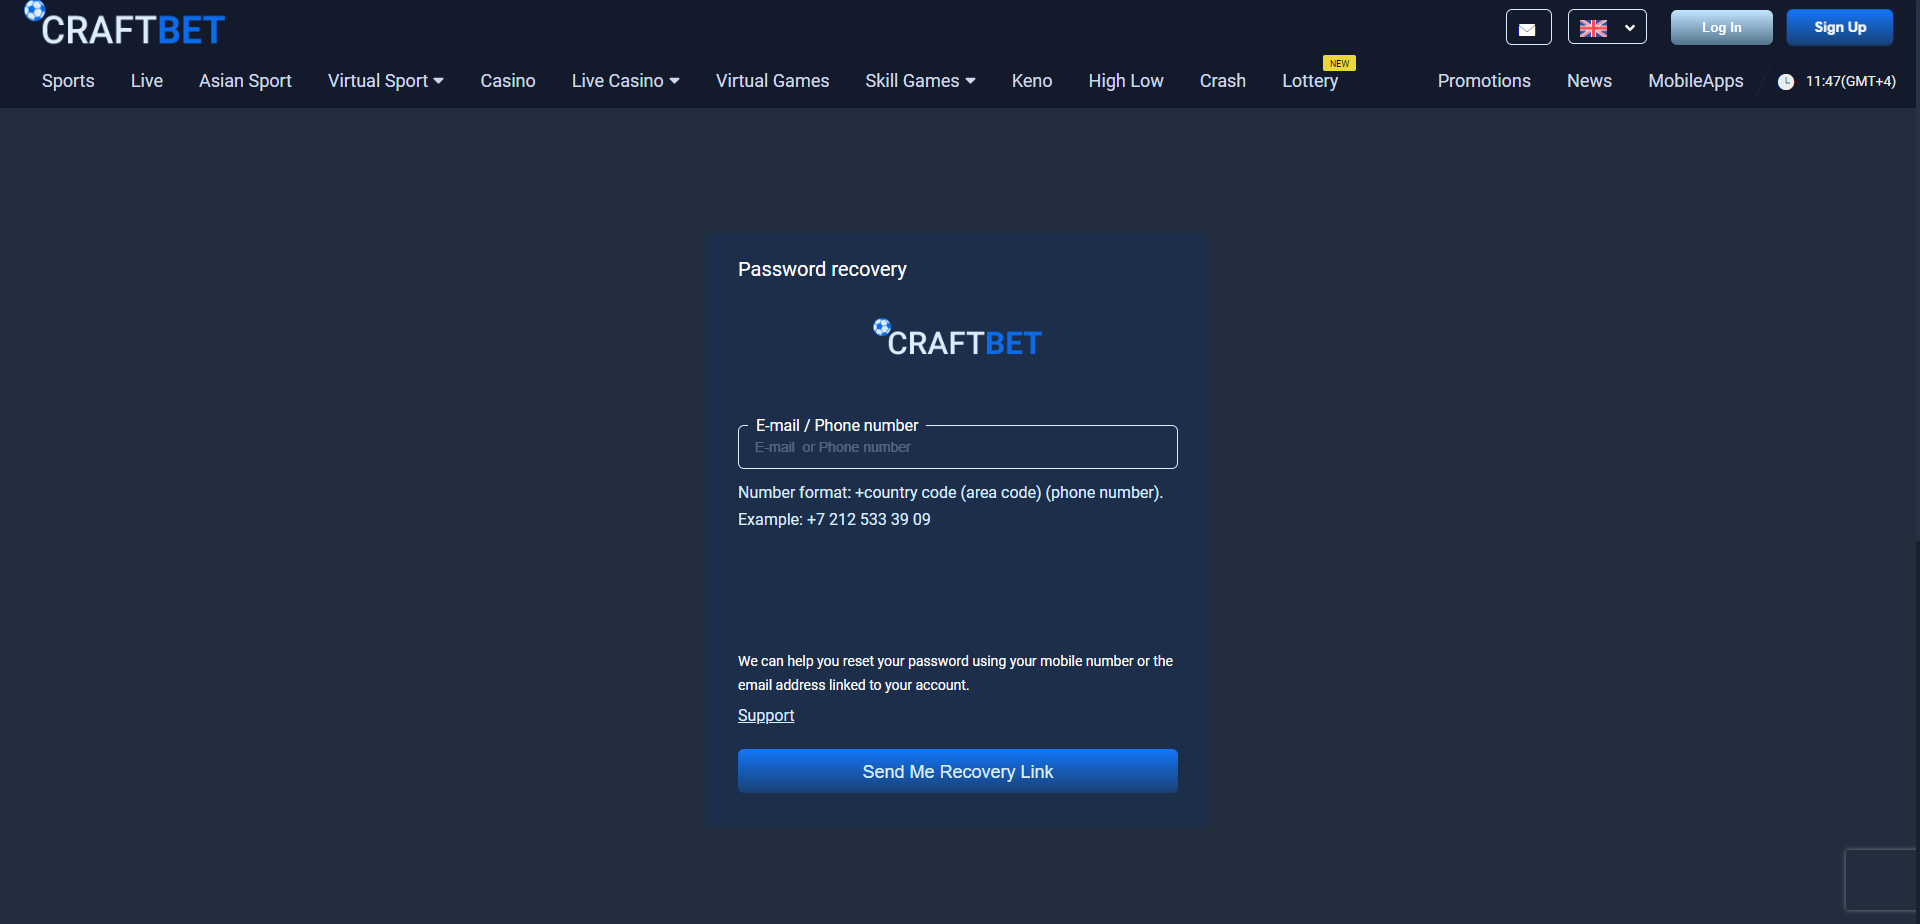 CRAFTBET
Log In
Sign Up
NEW
Sports Live Asian Sport Virtual Sport Casino Live Casino Virtual Games Skill Games Keno High Low Crash Lottery Promotions News MobileApps 11:47(GMT+4)
Password recovery
CRAFTBET
E-mail / Phone number
E-mail or Phone number
Number format: +country code (area code) (phone number).
Example: +7 212 533 39 09
We can help you reset your password using your mobile number or the
email address linked to your account.
Support
Send Me Recovery Link